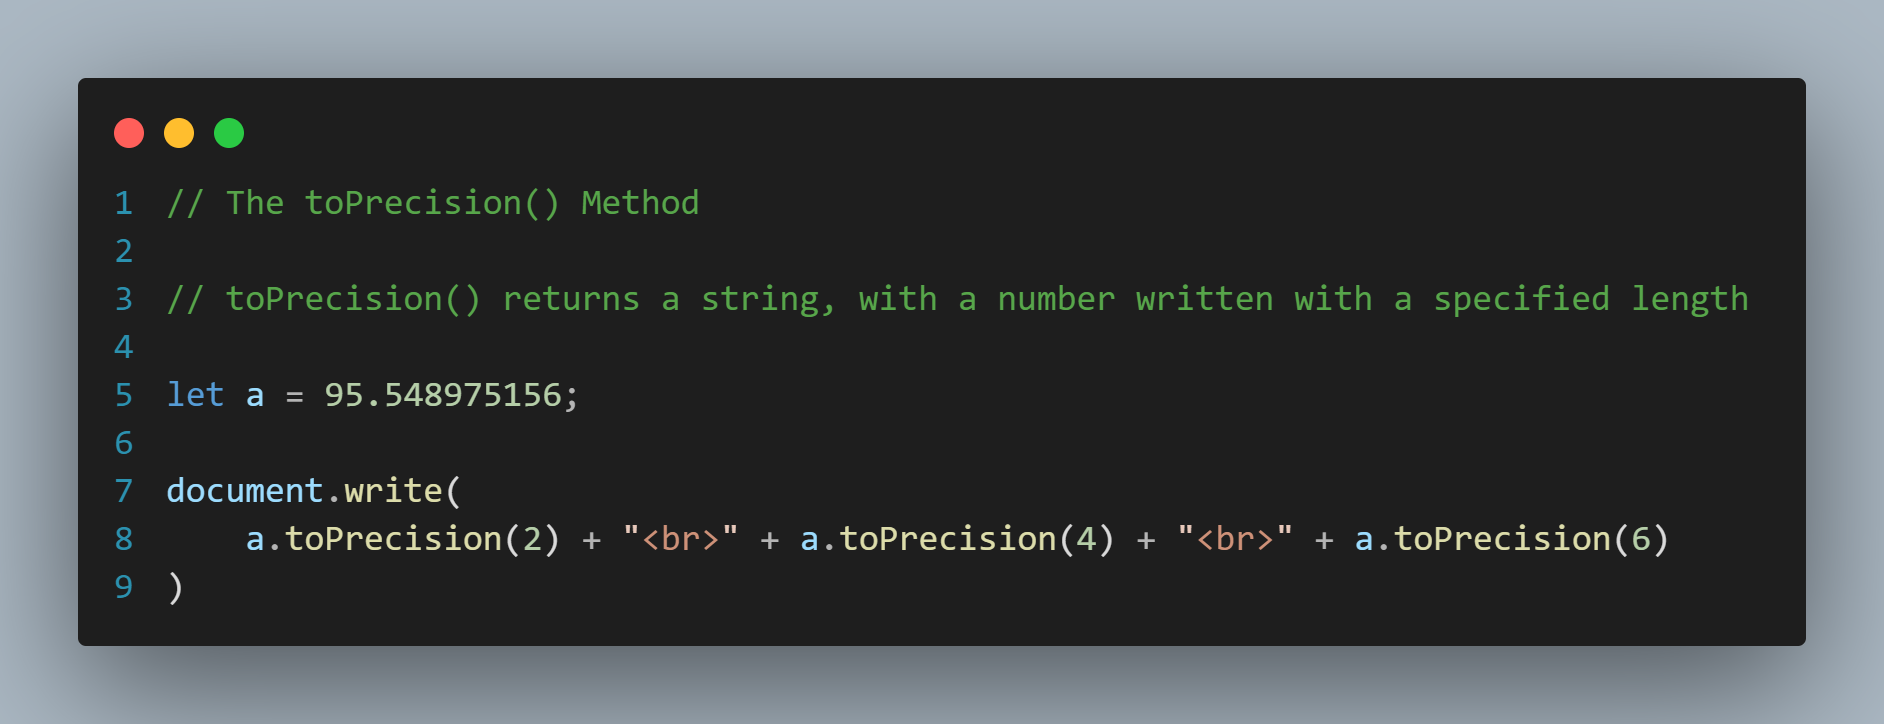 1 // The toPrecision() Method
2
3 // toPrecision() returns a string, with a number written with a specified length
4
5 let a = 95.548975156;
6
7 document.write(
8     a.toPrecision(2) + "<br>" + a.toPrecision(4) + "<br>" + a.toPrecision(6)
9 )